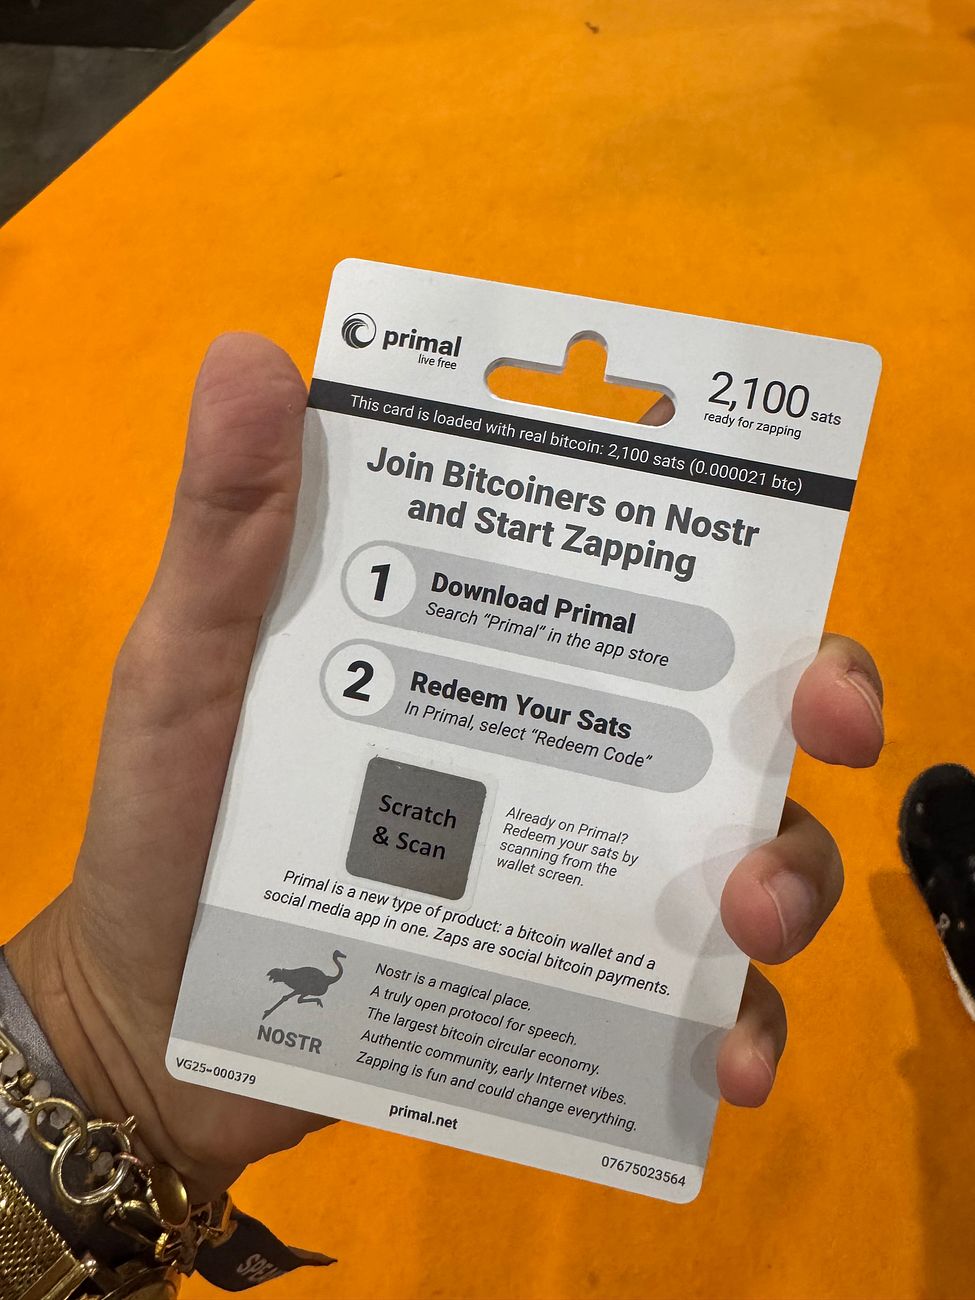 primal
live free
2,100 sats
ready for zapping
This card is loaded with real bitcoin: 2,100 sats (0.000021 btc)
Join Bitcoiners on Nostr
and Start Zapping
1
Download Primal
Search “Primal” in the app store
2
Redeem Your Sats
In Primal, select “Redeem Code”
Scratch
& Scan
Already on Primal?
Redeem your sats by
scanning from the
wallet screen.
Primal is a new type of product: a bitcoin wallet and a
social media app in one. Zaps are social bitcoin payments.
NOSTR
Nostr is a magical place.
A truly open protocol for speech.
The largest bitcoin circular economy.
Authentic community, early Internet vibes.
Zapping is fun and could change everything.
VG25-000379
primal.net
07675023564